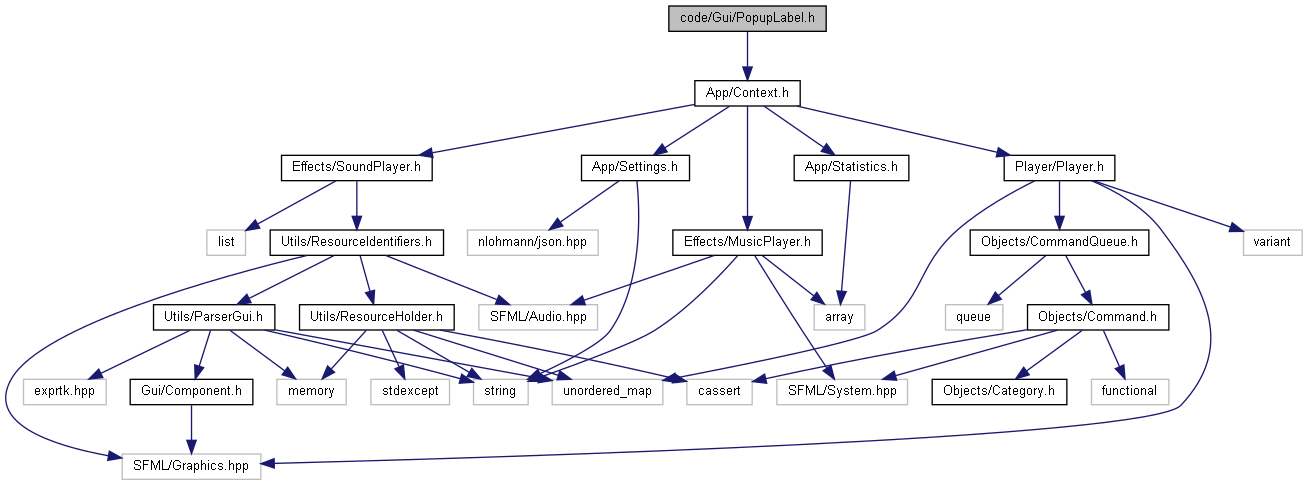 code/Gui/PopupLabel.h
App/Context.h
Effects/SoundPlayer.h
App/Settings.h
App/Statistics.h
Player/Player.h
list
Utils/ResourceIdentifiers.h
nlohmann/json.hpp
Effects/MusicPlayer.h
Objects/CommandQueue.h
variant
Utils/ParserGui.h
Utils/ResourceHolder.h
SFML/Audio.hpp
array
queue
Objects/Command.h
exprtk.hpp
Gui/Component.h
memory
stdexcept
string
unordered_map
cassert
SFML/System.hpp
Objects/Category.h
functional
SFML/Graphics.hpp